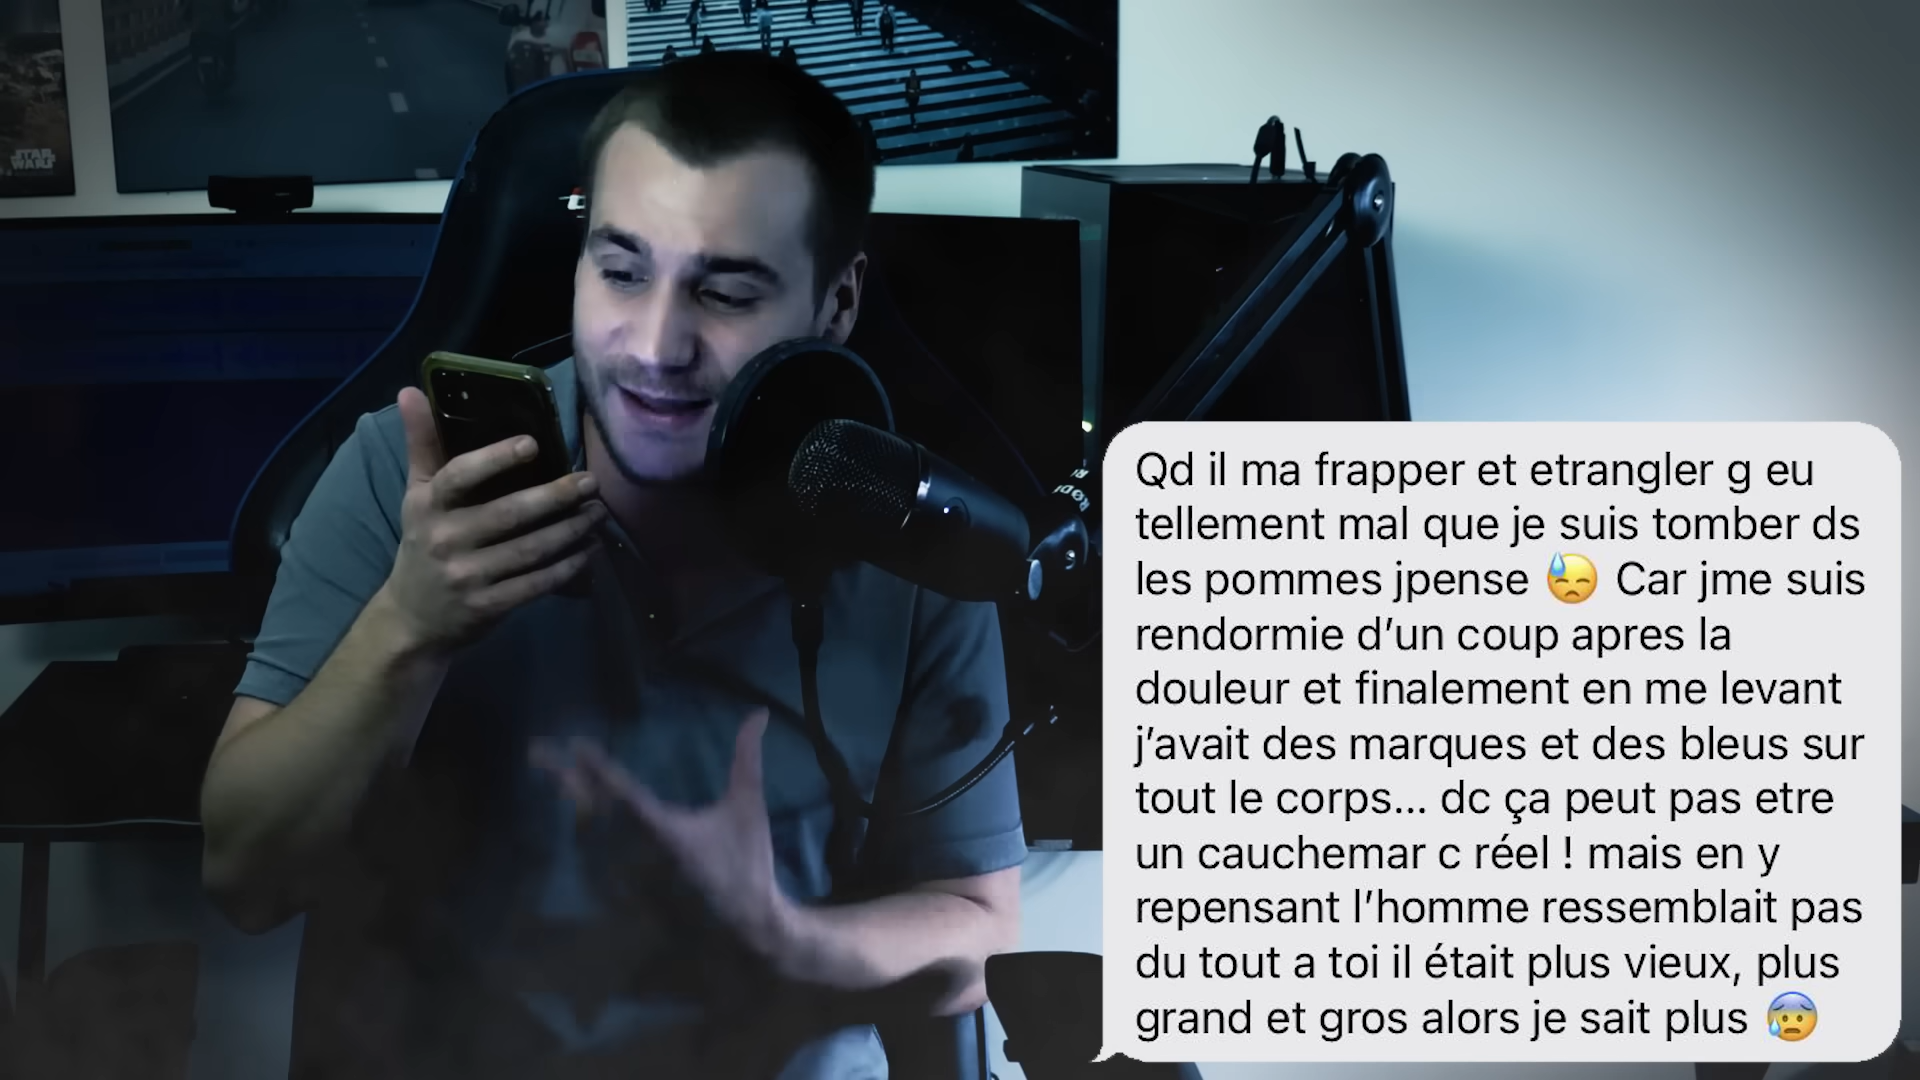 STAR
WARS
RØDE
Qd il ma frapper et etrangler g eu
tellement mal que je suis tomber ds
les pommes jpense 😓 Car jme suis
rendormie d’un coup apres la
douleur et finalement en me levant
j’avait des marques et des bleus sur
tout le corps... dc ça peut pas etre
un cauchemar c réel ! mais en y
repensant l’homme ressemblait pas
du tout a toi il était plus vieux, plus
grand et gros alors je sait plus 😰